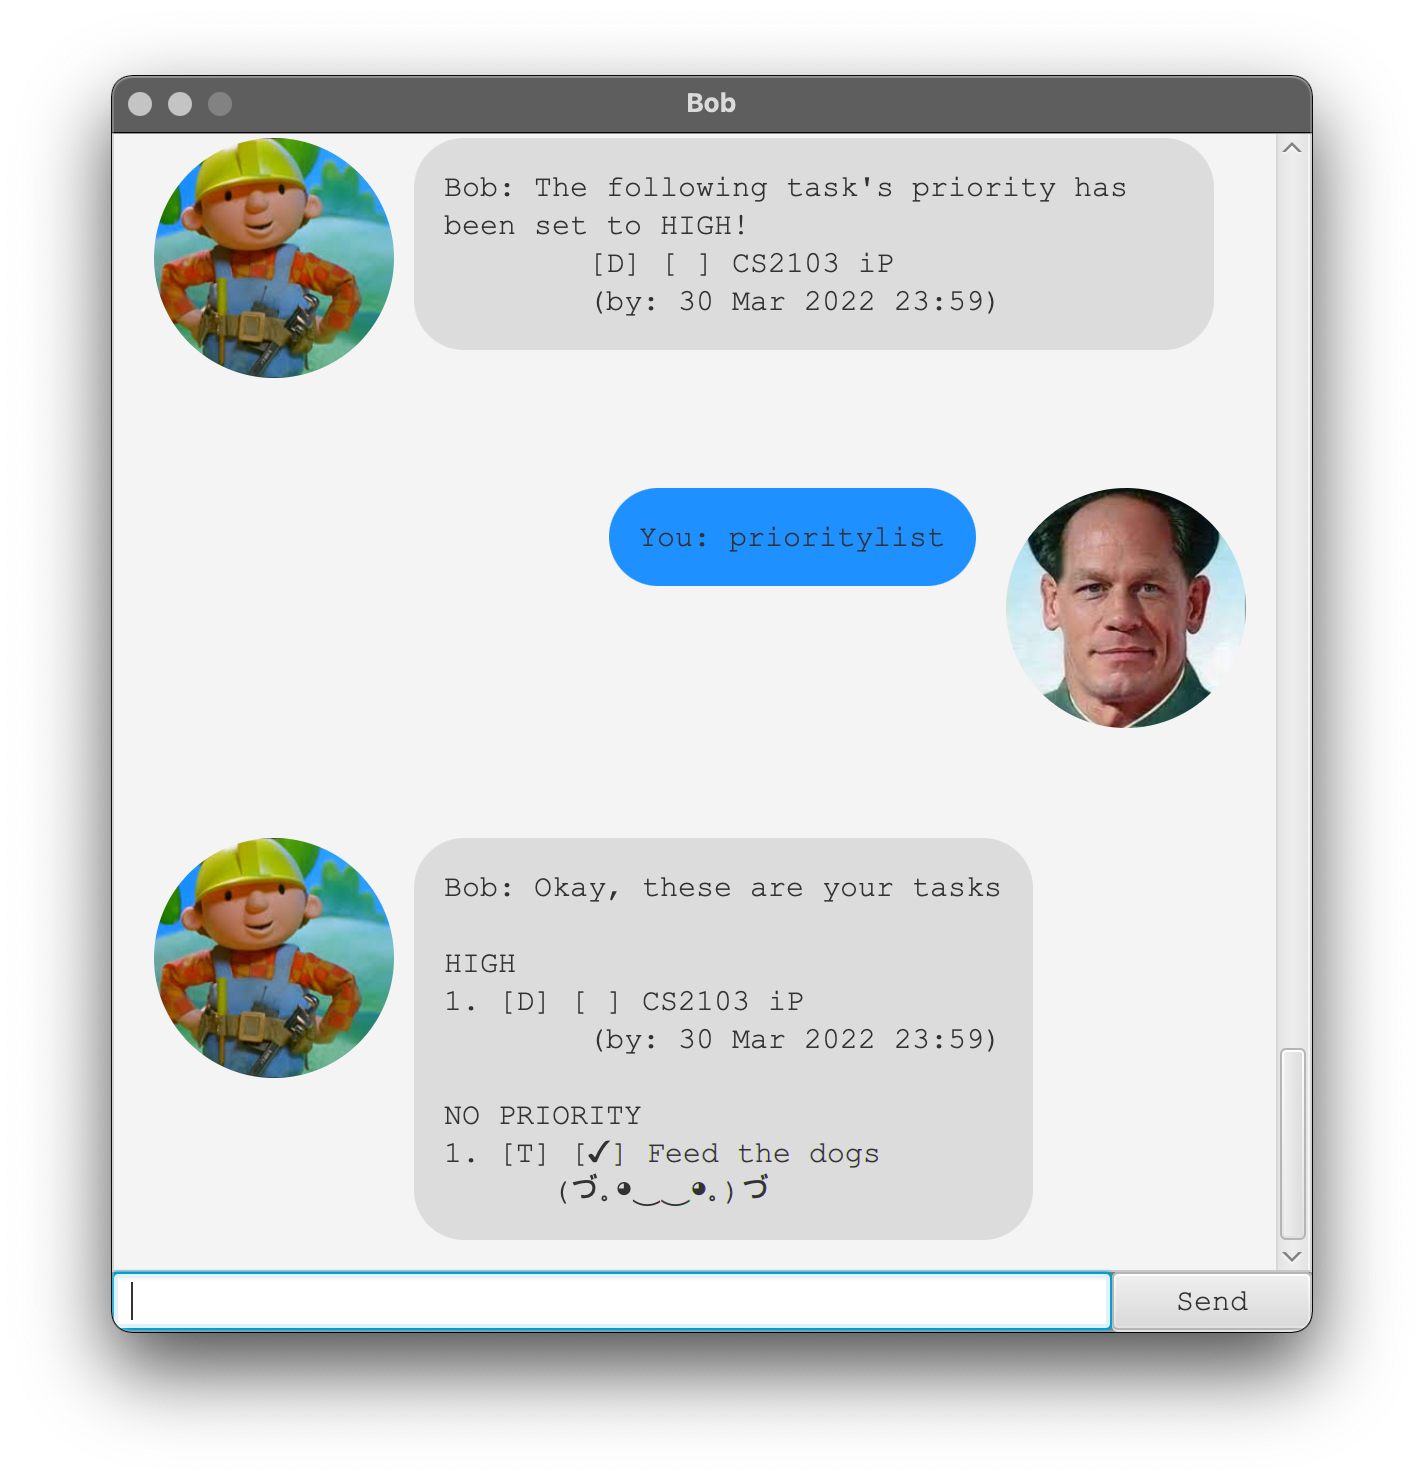 Bob
Bob: The following task's priority has
been set to HIGH!
[D] [ ] CS2103 iP
(by: 30 Mar 2022 23:59)
You: prioritylist
Bob: Okay, these are your tasks
HIGH
1. [D] [ ] CS2103 iP
(by: 30 Mar 2022 23:59)
NO PRIORITY
1. [T] [✓] Feed the dogs
(づ｡◕‿‿◕｡)づ
Send